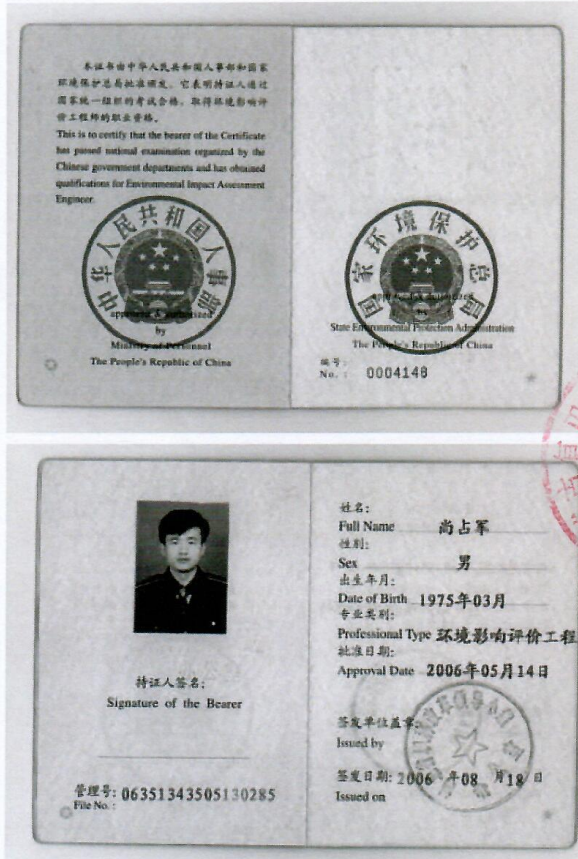 本证书由中华人民共和国人事部和国家
环境保护总局批准颁发。它表明持证人通过
国家统一组织的考试合格，取得环境影响评
价工程师的职业资格。
This is to certify that the bearer of the Certificate
has passed national examination organized by the
Chinese government departments and has obtained
qualifications for Environmental Impact Assessment
Engineer.
中华人民共和国人事部
approved & authorized
by
Ministry of Personnel
The People's Republic of China
国家环境保护总局
approved & authorized
by
State Environmental Protection Administration
The People's Republic of China
编号:
No. : 0004148
持证人签名:
Signature of the Bearer
管理号: 06351343505130285
File No. :
姓名:
Full Name 尚占军
性别:
Sex 男
出生年月:
Date of Birth 1975年03月
专业类别:
Professional Type 环境影响评价工程
批准日期:
Approval Date 2006年05月14日
签发单位盖章:
Issued by
签发日期: 2006 年 08 月 18 日
Issued on